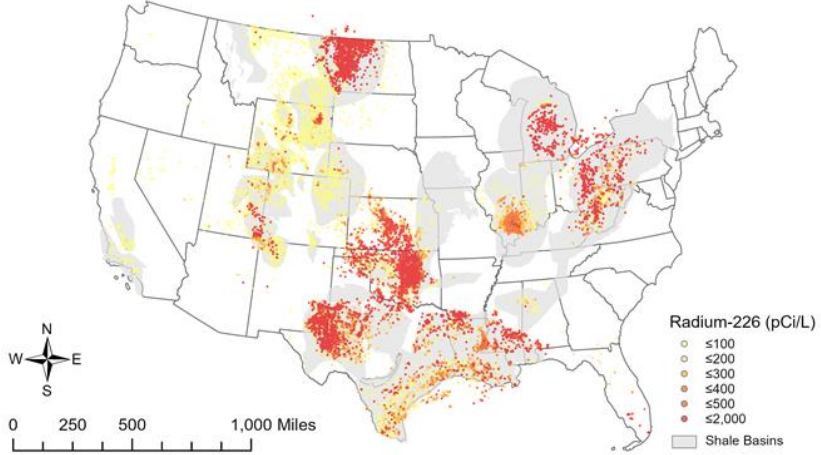 Radium-226 (pCi/L)
≤100
≤200
≤300
≤400
≤500
≤2,000
Shale Basins
N
W E
S
0 250 500 1,000 Miles